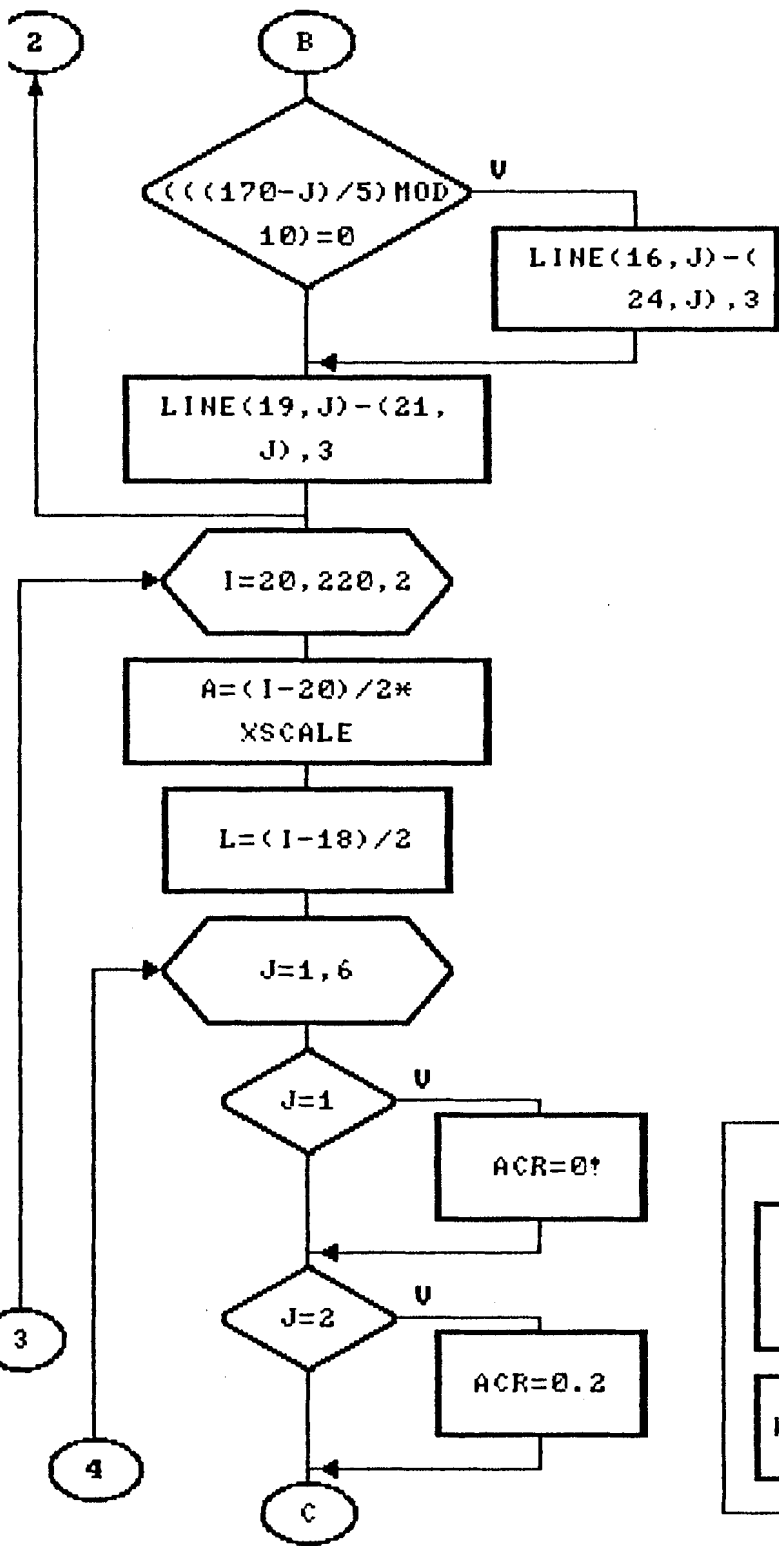 2
B
(((170-J)/5)MOD
10)=0
V
LINE(16,J)-(
24,J),3
LINE(19,J)-(21,
J),3
I=20,220,2
A=(I-20)/2*
XSCALE
L=(I-18)/2
J=1,6
J=1
V
ACR=0!
J=2
V
ACR=0.2
3
4
C